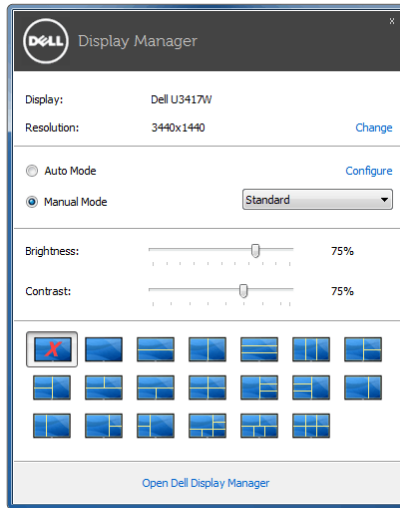 x
DELL Display Manager
Display: Dell U3417W
Resolution: 3440x1440 Change
Auto Mode Configure
Manual Mode Standard
Brightness: 75%
Contrast: 75%
Open Dell Display Manager